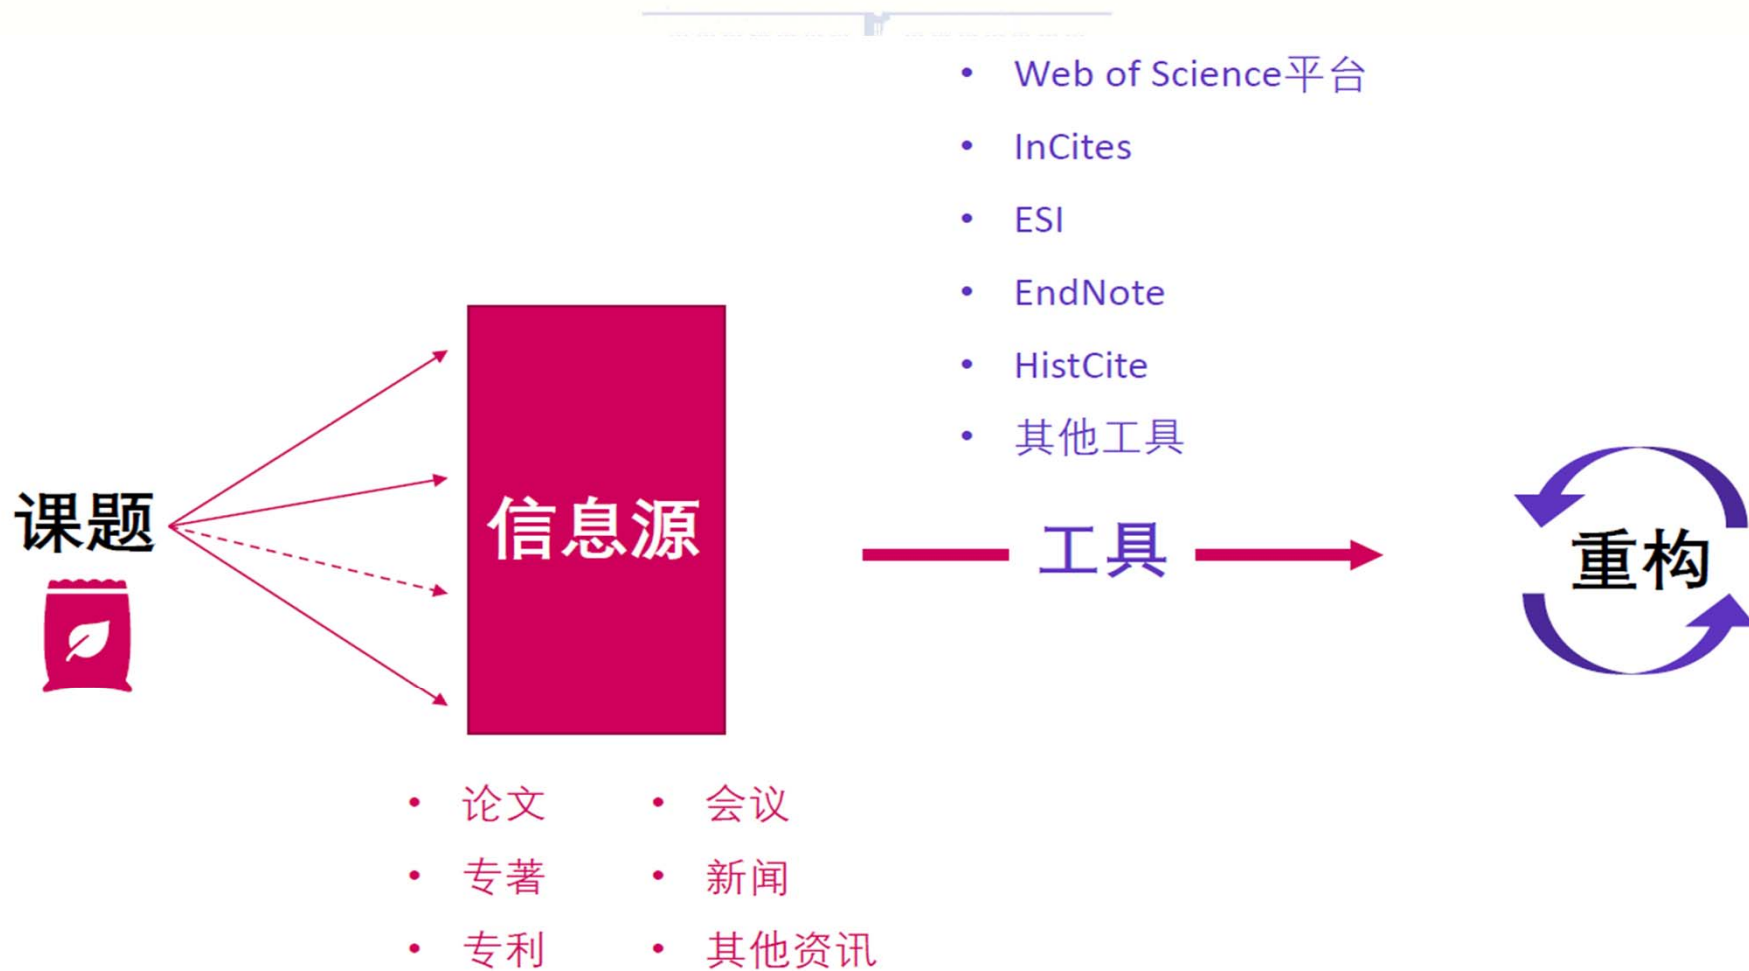 Web of Science平台
InCites
ESI
EndNote
HistCite
其他工具
课题
信息源
工具
重构
论文
专著
专利
会议
新闻
其他资讯